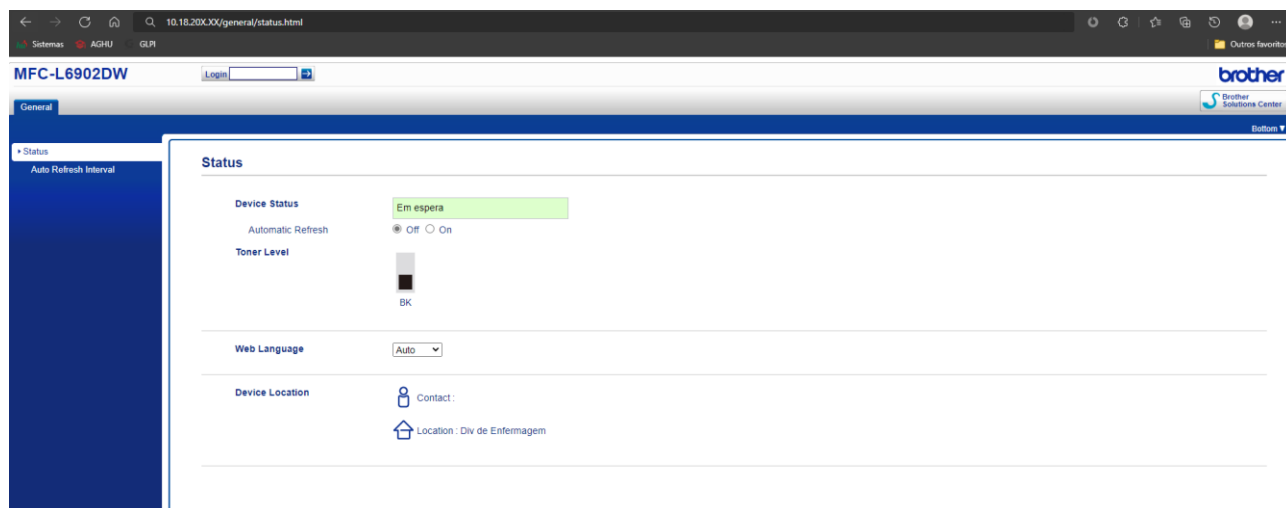 10.18.20X.XX/general/status.html
Sistemas AGHU GLPI Outros favoritos
MFC-L6902DW Login brother
General Brother Solutions Center
Bottom▼
Status
Auto Refresh Interval
Status
Device Status Em espera
Automatic Refresh Off On
Toner Level
BK
Web Language Auto
Device Location Contact :
Location : Div de Enfermagem